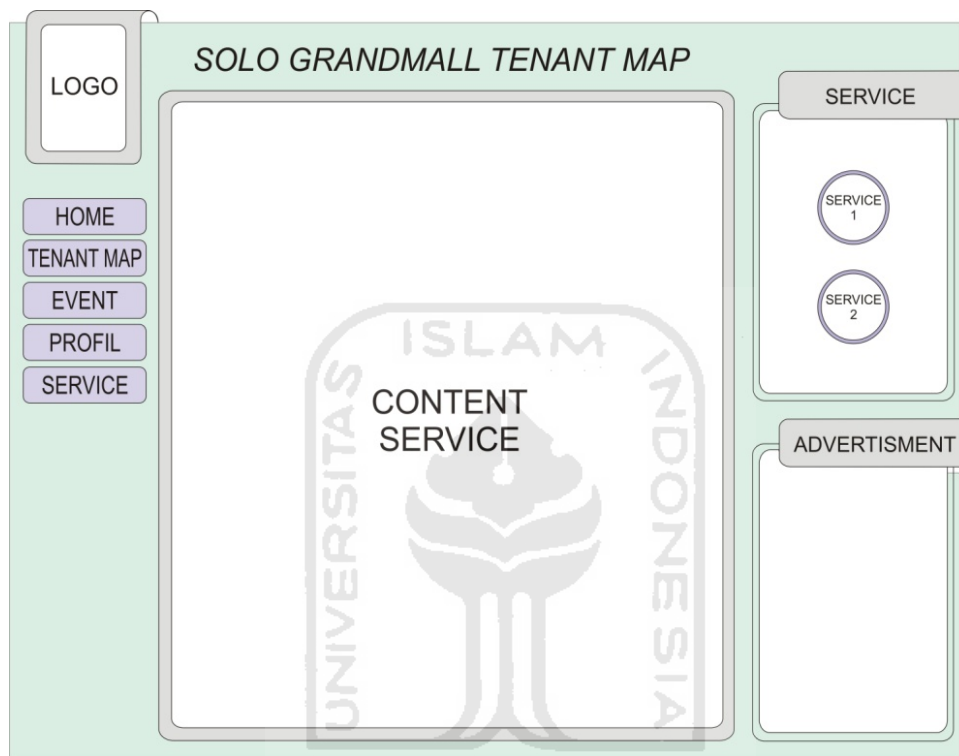 LOGO
SOLO GRANDMALL TENANT MAP
HOME
TENANT MAP
EVENT
PROFIL
SERVICE
CONTENT
SERVICE
SERVICE
SERVICE
1
SERVICE
2
ADVERTISMENT
UNIVERSITAS
ISLAM
INDONESIA